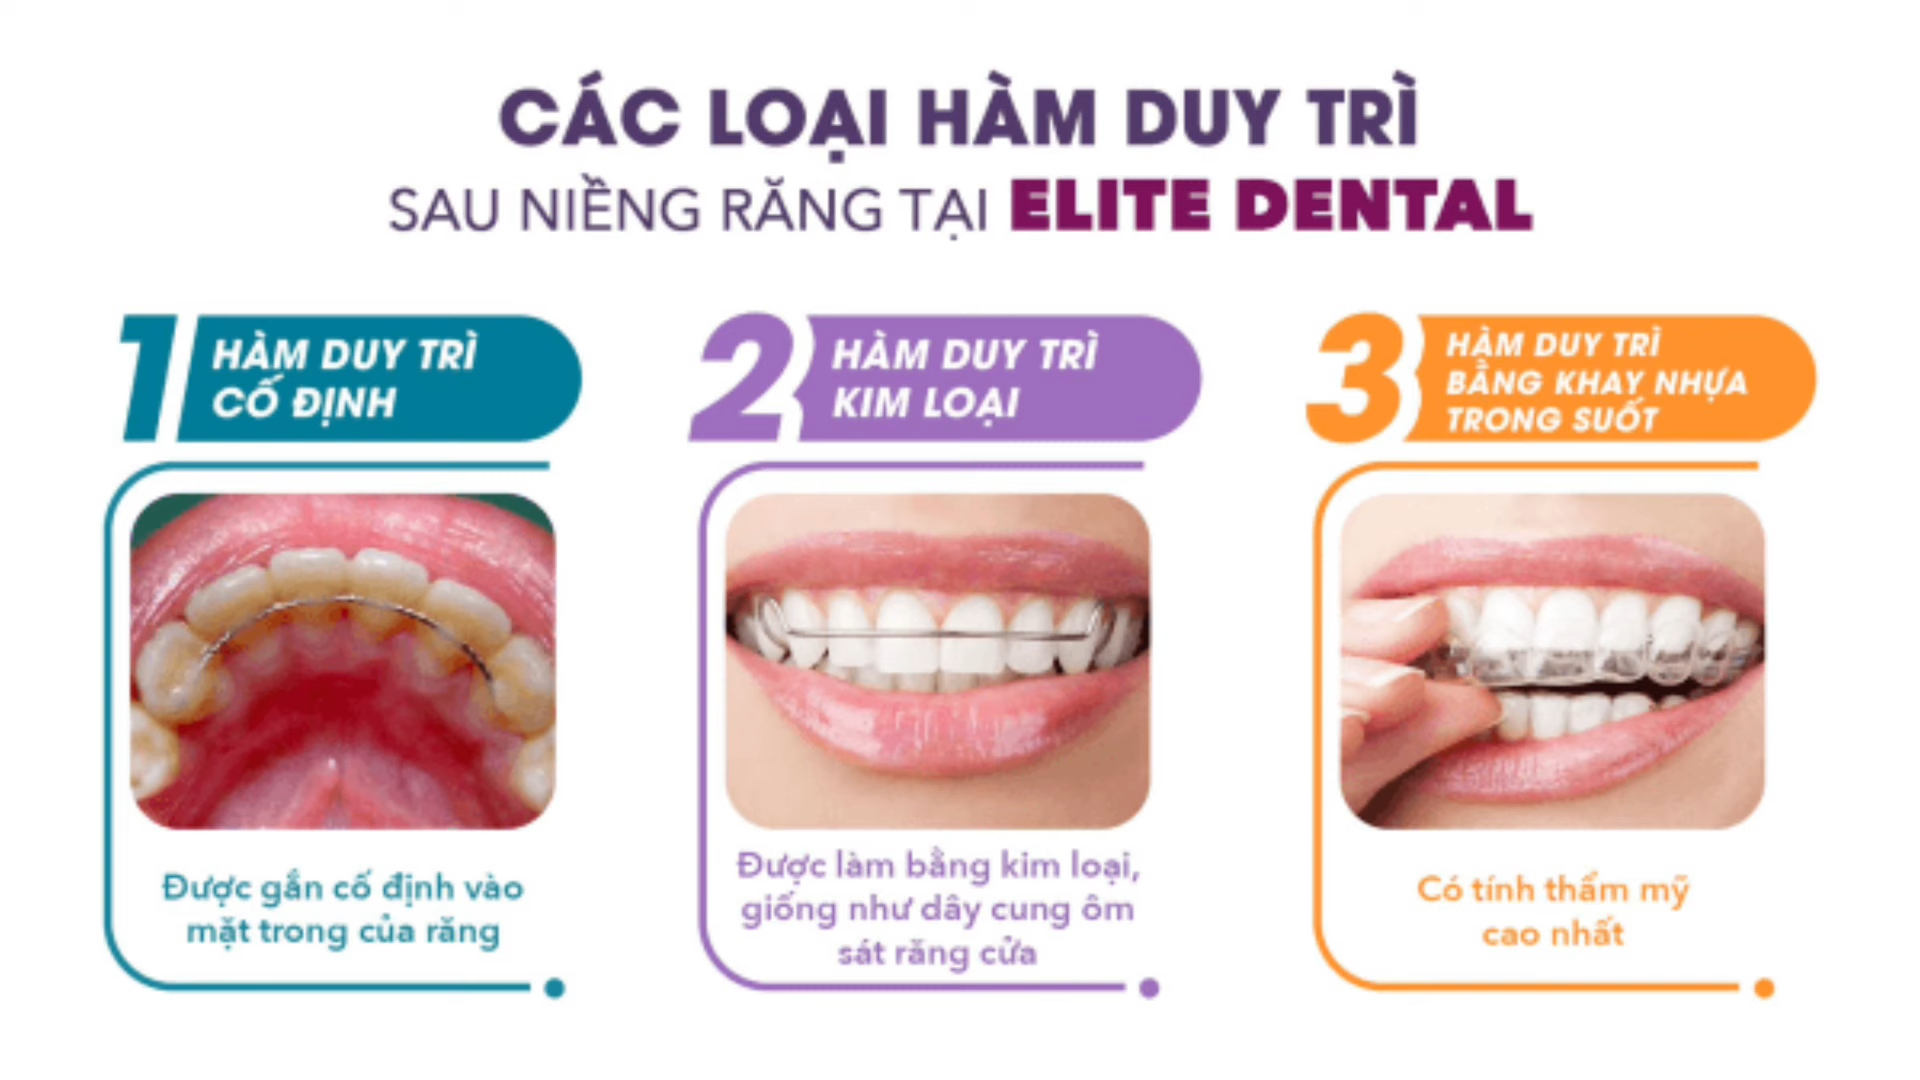 CÁC LOẠI HÀM DUY TRÌ
SAU NIỀNG RĂNG TẠI ELITE DENTAL
1 HÀM DUY TRÌ
CỐ ĐỊNH
Được gắn cố định vào
mặt trong của răng
2 HÀM DUY TRÌ
KIM LOẠI
Được làm bằng kim loại,
giống như dây cung ôm
sát răng cửa
3 HÀM DUY TRÌ
BẰNG KHAY NHỰA
TRONG SUỐT
Có tính thẩm mỹ
cao nhất